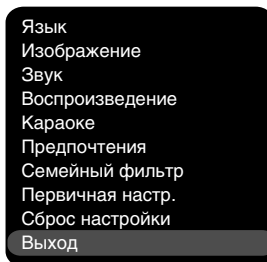 Язык
Изображение
Звук
Воспроизведение
Караоке
Предпочтения
Семейный фильтр
Первичная настр.
Сброс настройки
Выход